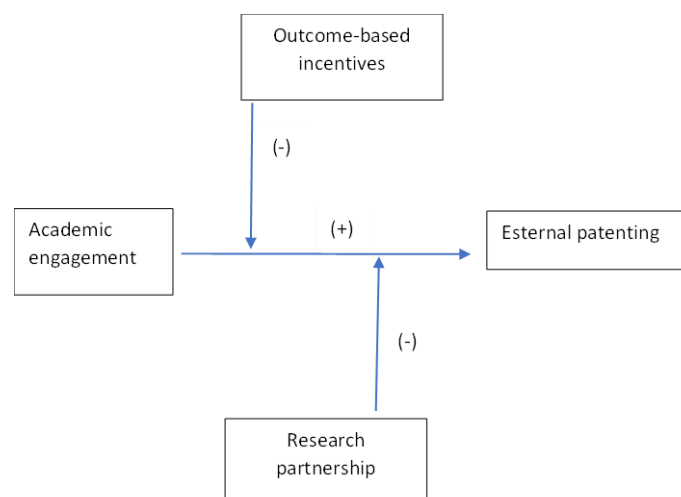 Outcome-based
incentives
(-)
Academic
engagement
(+)
Esternal patenting
(-)
Research
partnership